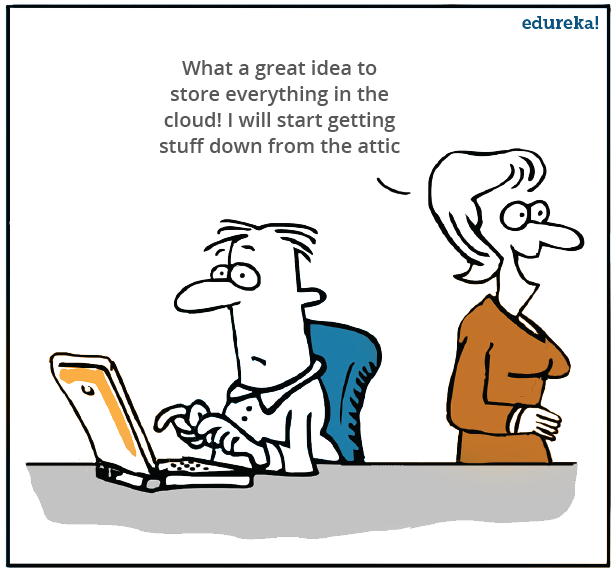 edureka!
What a great idea to
store everything in the
cloud! I will start getting
stuff down from the attic